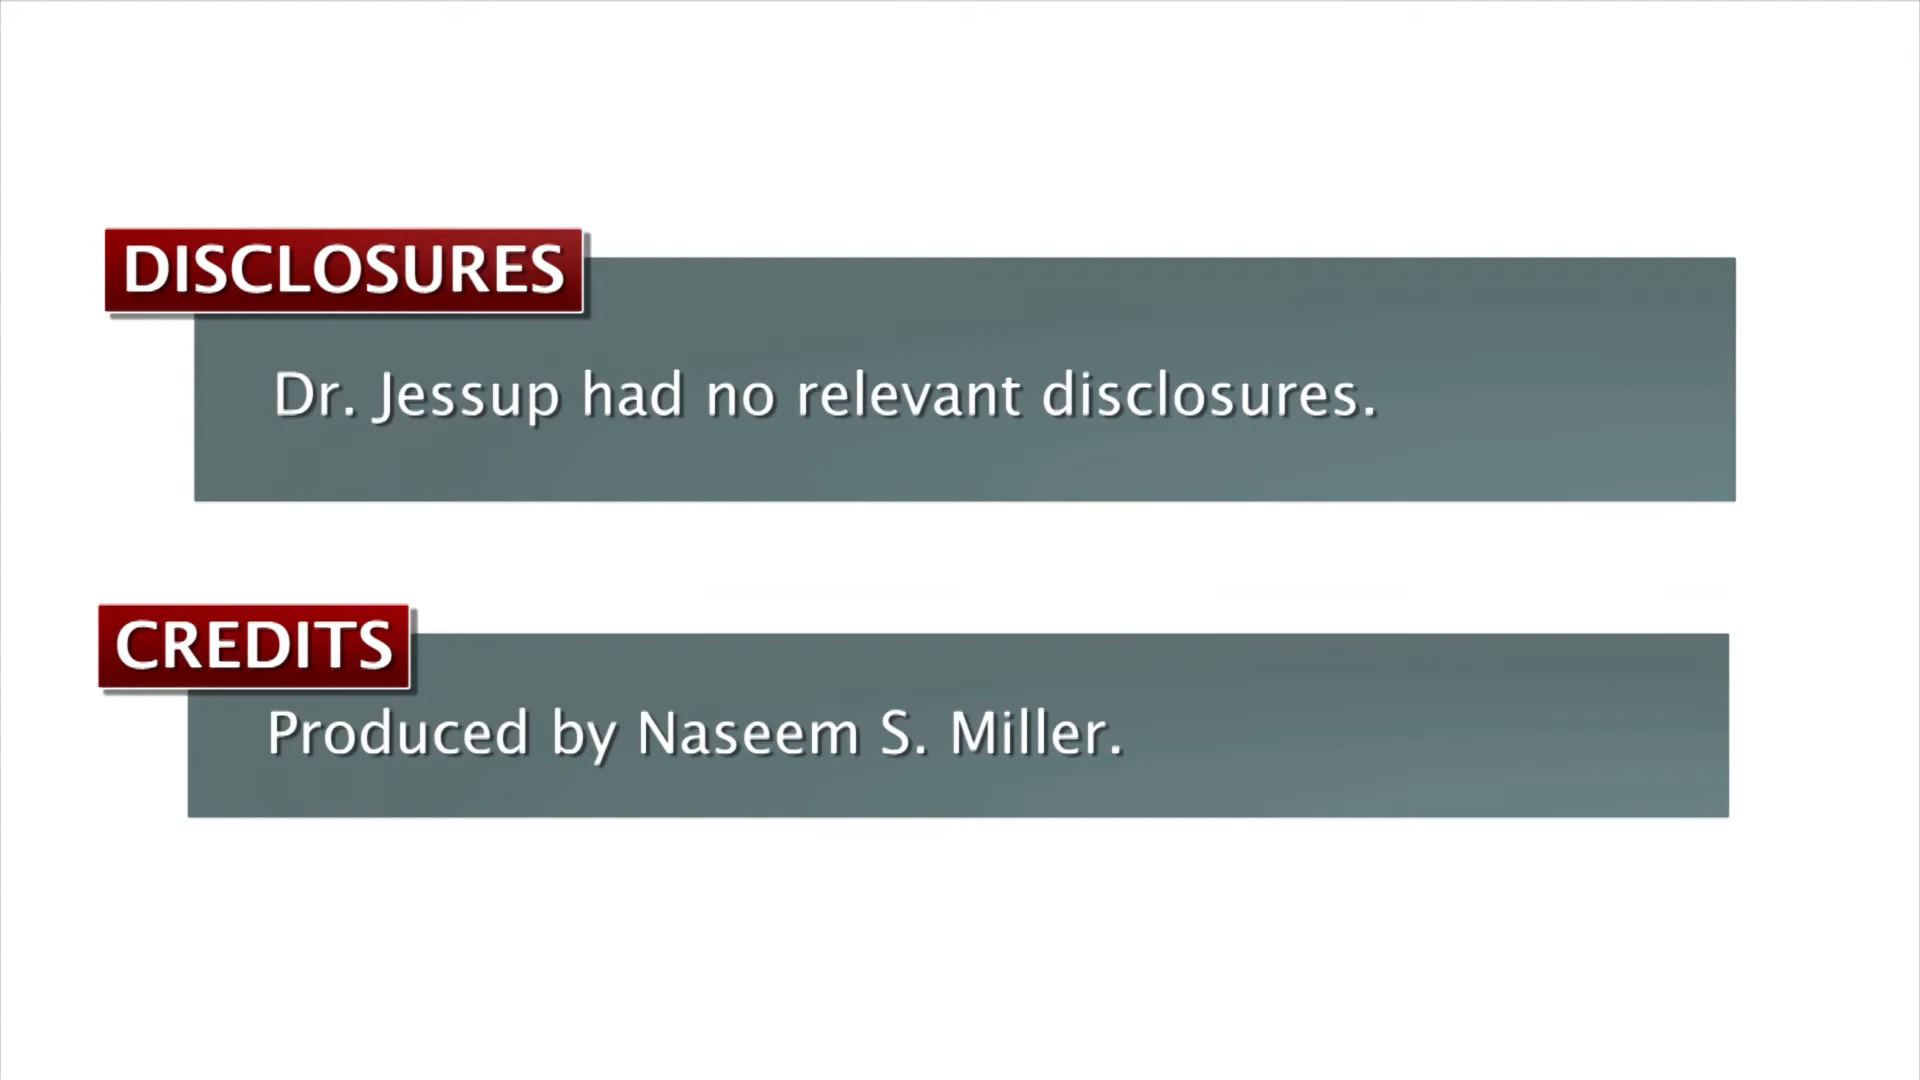 DISCLOSURES
Dr. Jessup had no relevant disclosures.
CREDITS
Produced by Naseem S. Miller.